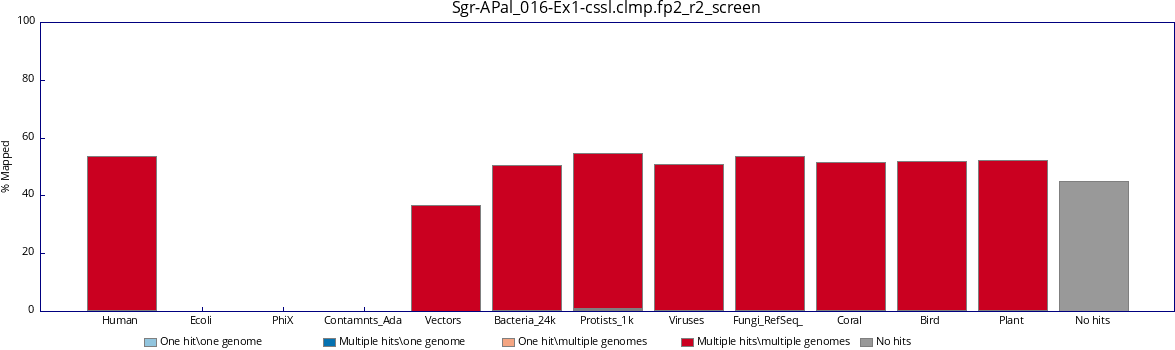 Sgr-APal_016-Ex1-cssl.clmp.fp2_r2_screen
100
80
60
40
20
0
% Mapped
Human Ecoli PhiX Contamnts_Ada Vectors Bacteria_24k Protists_1k Viruses Fungi_RefSeq_ Coral Bird Plant No hits
One hit\one genome Multiple hits\one genome One hit\multiple genomes Multiple hits\multiple genomes No hits